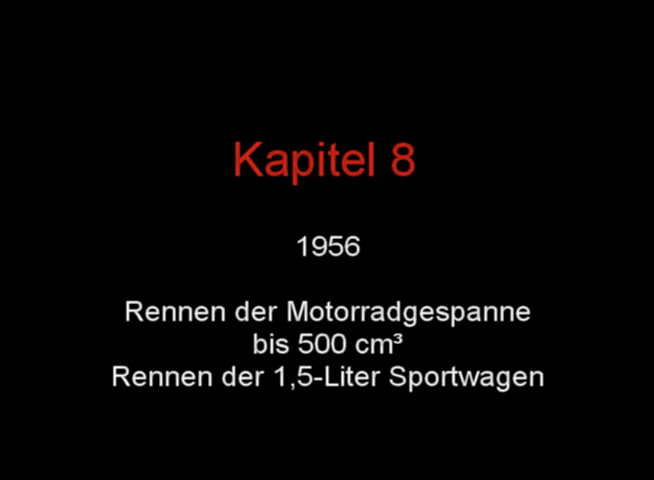 Kapitel 8
1956
Rennen der Motorradgespanne
bis 500 cm³
Rennen der 1,5-Liter Sportwagen